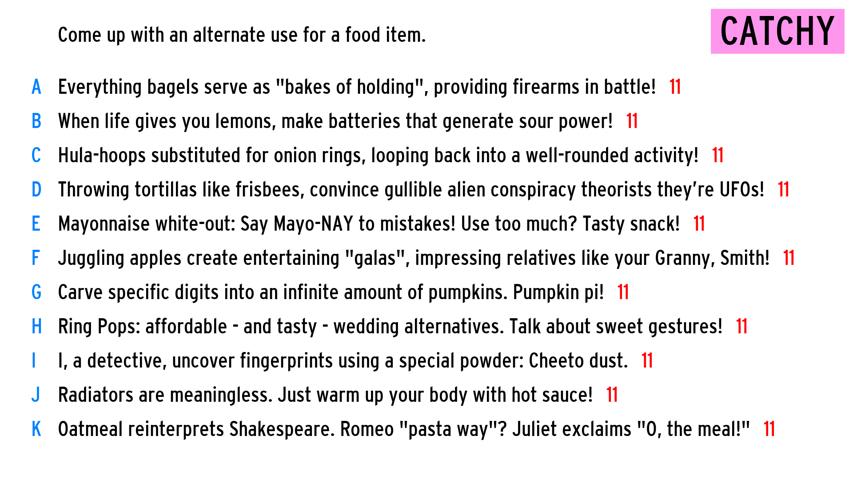 Come up with an alternate use for a food item.
CATCHY
A Everything bagels serve as "bakes of holding", providing firearms in battle! 11
B When life gives you lemons, make batteries that generate sour power! 11
C Hula-hoops substituted for onion rings, looping back into a well-rounded activity! 11
D Throwing tortillas like frisbees, convince gullible alien conspiracy theorists they're UFOs! 11
E Mayonnaise white-out: Say Mayo-NAY to mistakes! Use too much? Tasty snack! 11
F Juggling apples create entertaining "galas", impressing relatives like your Granny, Smith! 11
G Carve specific digits into an infinite amount of pumpkins. Pumpkin pi! 11
H Ring Pops: affordable - and tasty - wedding alternatives. Talk about sweet gestures! 11
I I, a detective, uncover fingerprints using a special powder: Cheeto dust. 11
J Radiators are meaningless. Just warm up your body with hot sauce! 11
K Oatmeal reinterprets Shakespeare. Romeo "pasta way"? Juliet exclaims "O, the meal!" 11